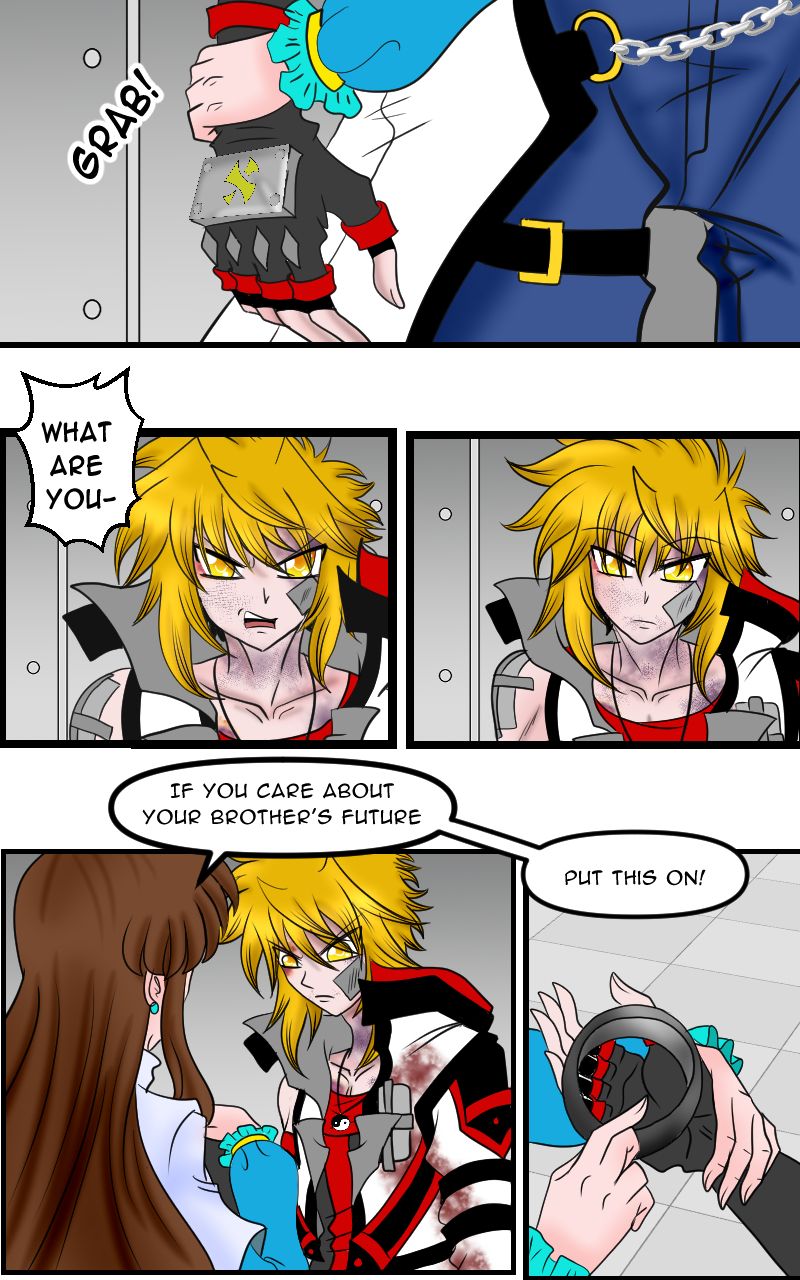 GRAB!
WHAT
ARE
YOU-
IF YOU CARE ABOUT
YOUR BROTHER'S FUTURE
PUT THIS ON!